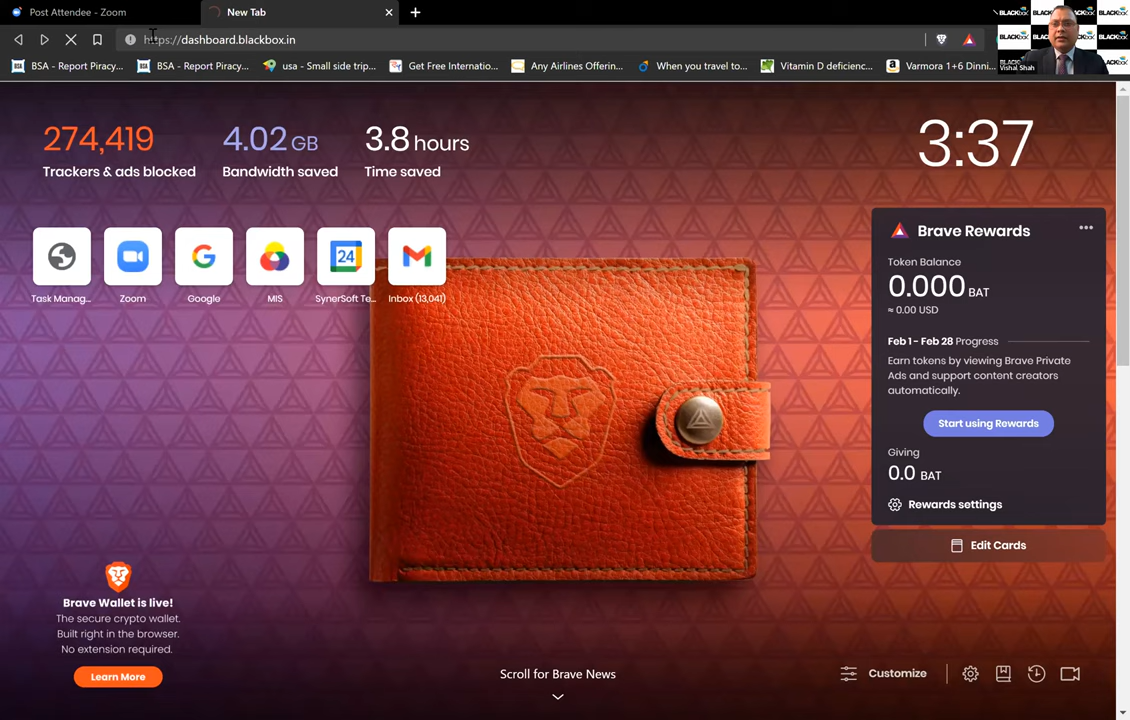 Post Attendee - Zoom
New Tab
https://dashboard.blackbox.in
BSA - Report Piracy...
BSA - Report Piracy...
usa - Small side trip...
Get Free Internatio...
Any Airlines Offerin...
When you travel to...
Vitamin D deficienc...
Varmora 1+6 Dinni...
Vishal Shah
274,419
Trackers & ads blocked
4.02 GB
Bandwidth saved
3.8 hours
Time saved
3:37
Task Manag...
Zoom
Google
MIS
24
SynerSoft Te...
Inbox (13,041)
Brave Rewards
Token Balance
0.000 BAT
≈ 0.00 USD
Feb 1 - Feb 28 Progress
Earn tokens by viewing Brave Private
Ads and support content creators
automatically.
Start using Rewards
Giving
0.0 BAT
Rewards settings
Edit Cards
Brave Wallet is live!
The secure crypto wallet.
Built right in the browser.
No extension required.
Learn More
Scroll for Brave News
Customize